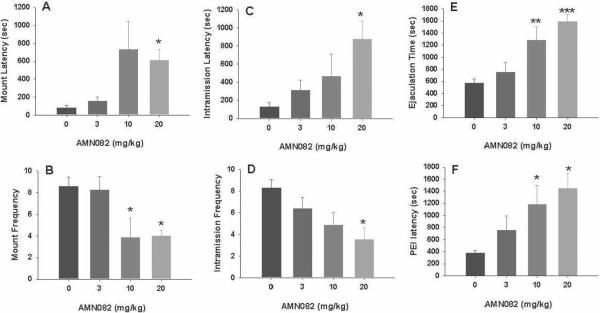 A
Mount Latency (sec)
1200
1000
800
600
400
200
0
*
0 3 10 20
AMN082 (mg/kg)
C
Intramission Latency (sec)
1200
1000
800
600
400
200
0
*
0 3 10 20
AMN082 (mg/kg)
E
Ejaculation Time (sec)
1800
1600
1400
1200
1000
800
600
400
200
0
** ***
0 3 10 20
AMN082 (mg/kg)
B
Mount Frequency
10
8
6
4
2
0
* *
0 3 10 20
AMN082 (mg/kg)
D
Intramission Frequency
10
8
6
4
2
0
*
0 3 10 20
AMN082 (mg/kg)
F
PEI latency (sec)
1800
1600
1400
1200
1000
800
600
400
200
0
* *
0 3 10 20
AMN082 (mg/kg)